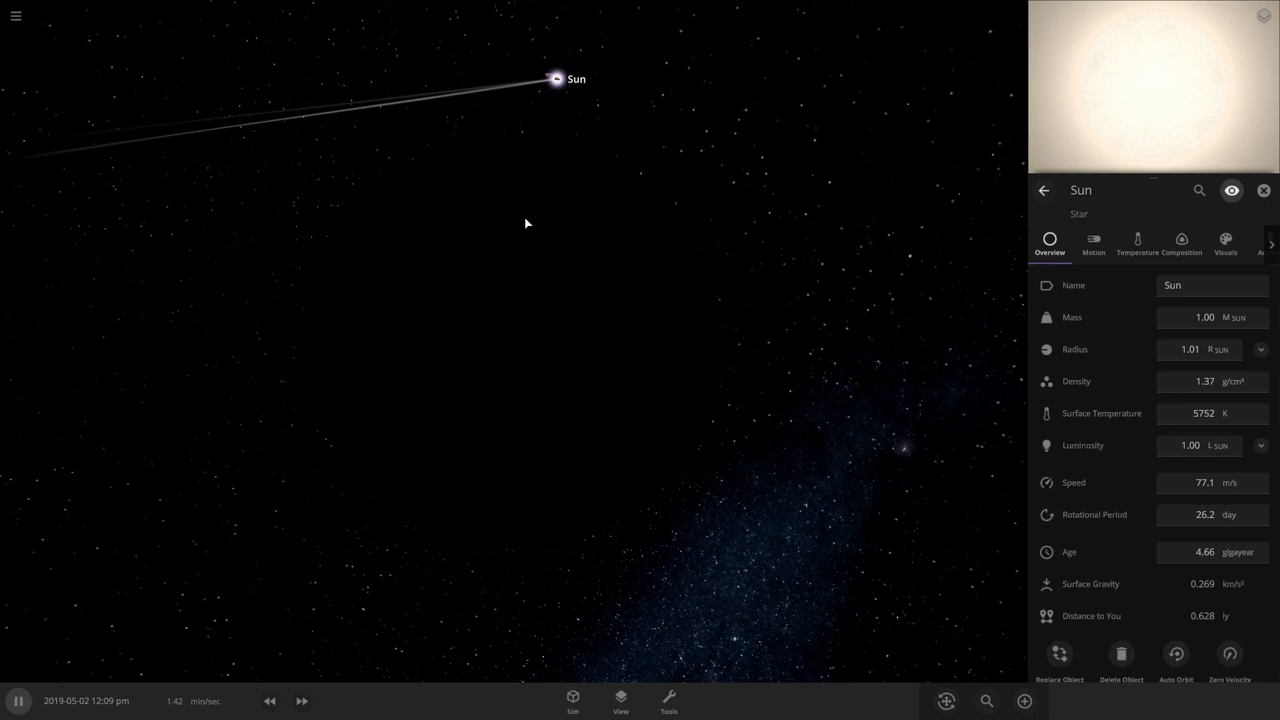 Sun
Sun
Star
Overview
Motion
Temperature
Composition
Visuals
Name
Sun
Mass
1.00 M SUN
Radius
1.01 R SUN
Density
1.37 g/cm³
Surface Temperature
5752 K
Luminosity
1.00 L SUN
Speed
77.1 m/s
Rotational Period
26.2 day
Age
4.66 gigayear
Surface Gravity
0.269 km/s²
Distance to You
0.628 ly
Replace Object
Delete Object
Auto Orbit
Zero Velocity
2019-05-02 12:09 pm
1.42 min/sec
Sim
View
Tools